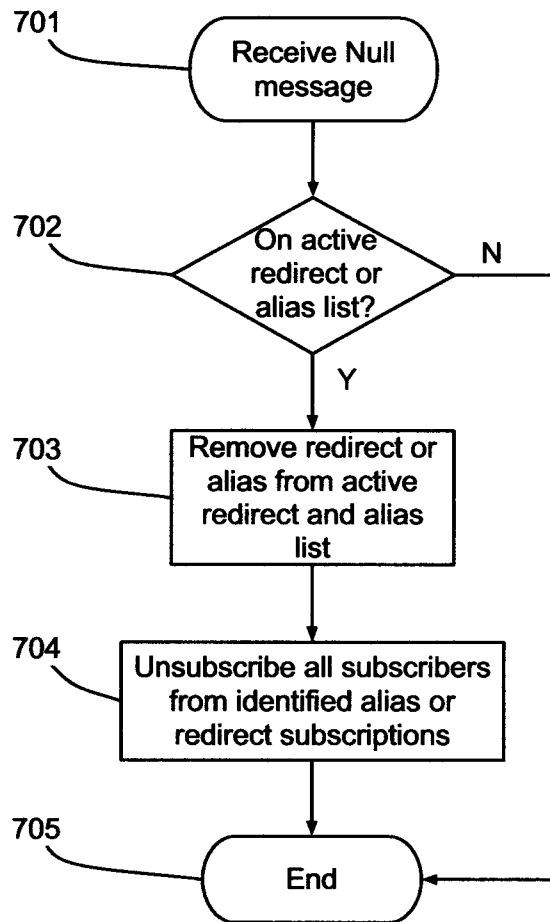 701
Receive Null
message
702
On active
redirect or
alias list?
N
Y
703
Remove redirect or
alias from active
redirect and alias
list
704
Unsubscribe all subscribers
from identified alias or
redirect subscriptions
705
End